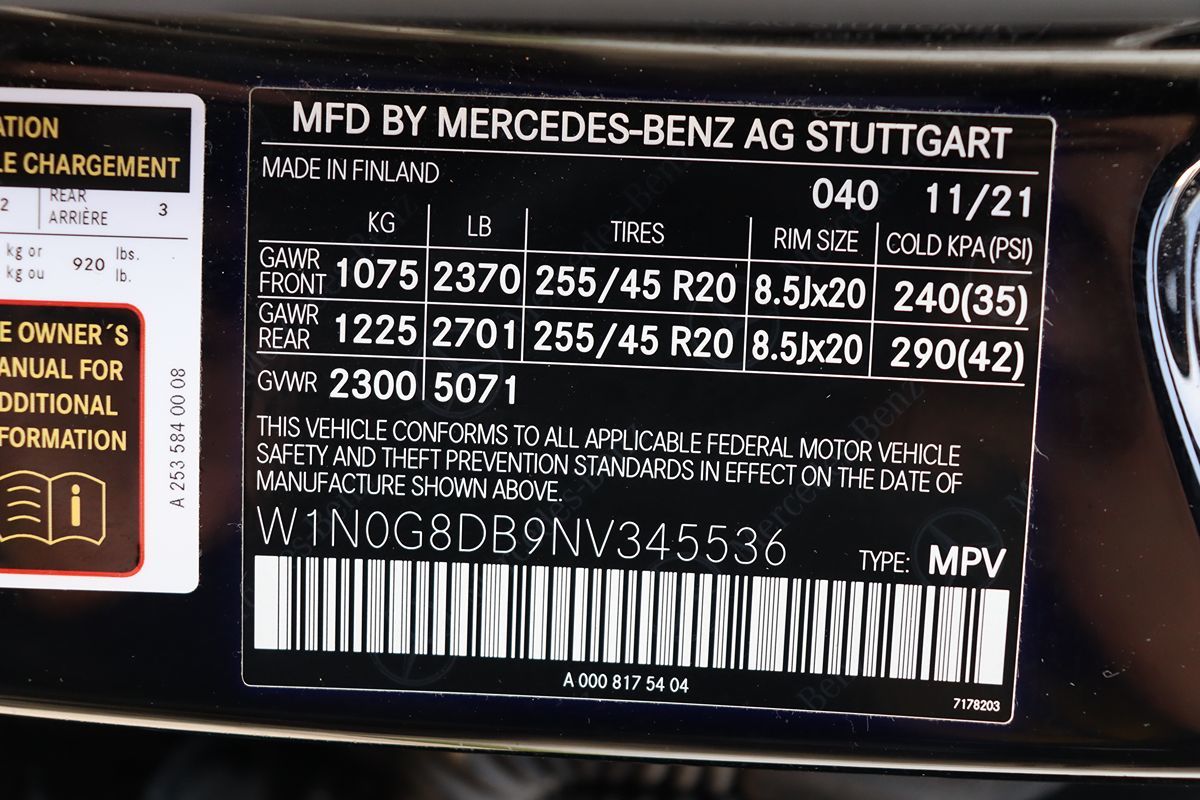 ATION
LE CHARGEMENT
2 REAR ARRIÈRE 3
kg or
kg ou 920 lbs.
lb.
E OWNER´S
ANUAL FOR
DDITIONAL
FORMATION
i
A 253 584 00 08
MFD BY MERCEDES-BENZ AG STUTTGART
MADE IN FINLAND
040 11/21
KG LB TIRES RIM SIZE COLD KPA (PSI)
GAWR FRONT 1075 2370 255/45 R20 8.5Jx20 240(35)
GAWR REAR 1225 2701 255/45 R20 8.5Jx20 290(42)
GVWR 2300 5071
THIS VEHICLE CONFORMS TO ALL APPLICABLE FEDERAL MOTOR VEHICLE
SAFETY AND THEFT PREVENTION STANDARDS IN EFFECT ON THE DATE OF
MANUFACTURE SHOWN ABOVE.
W1N0G8DB9NV345536
TYPE: MPV
A 000 817 54 04
7178203